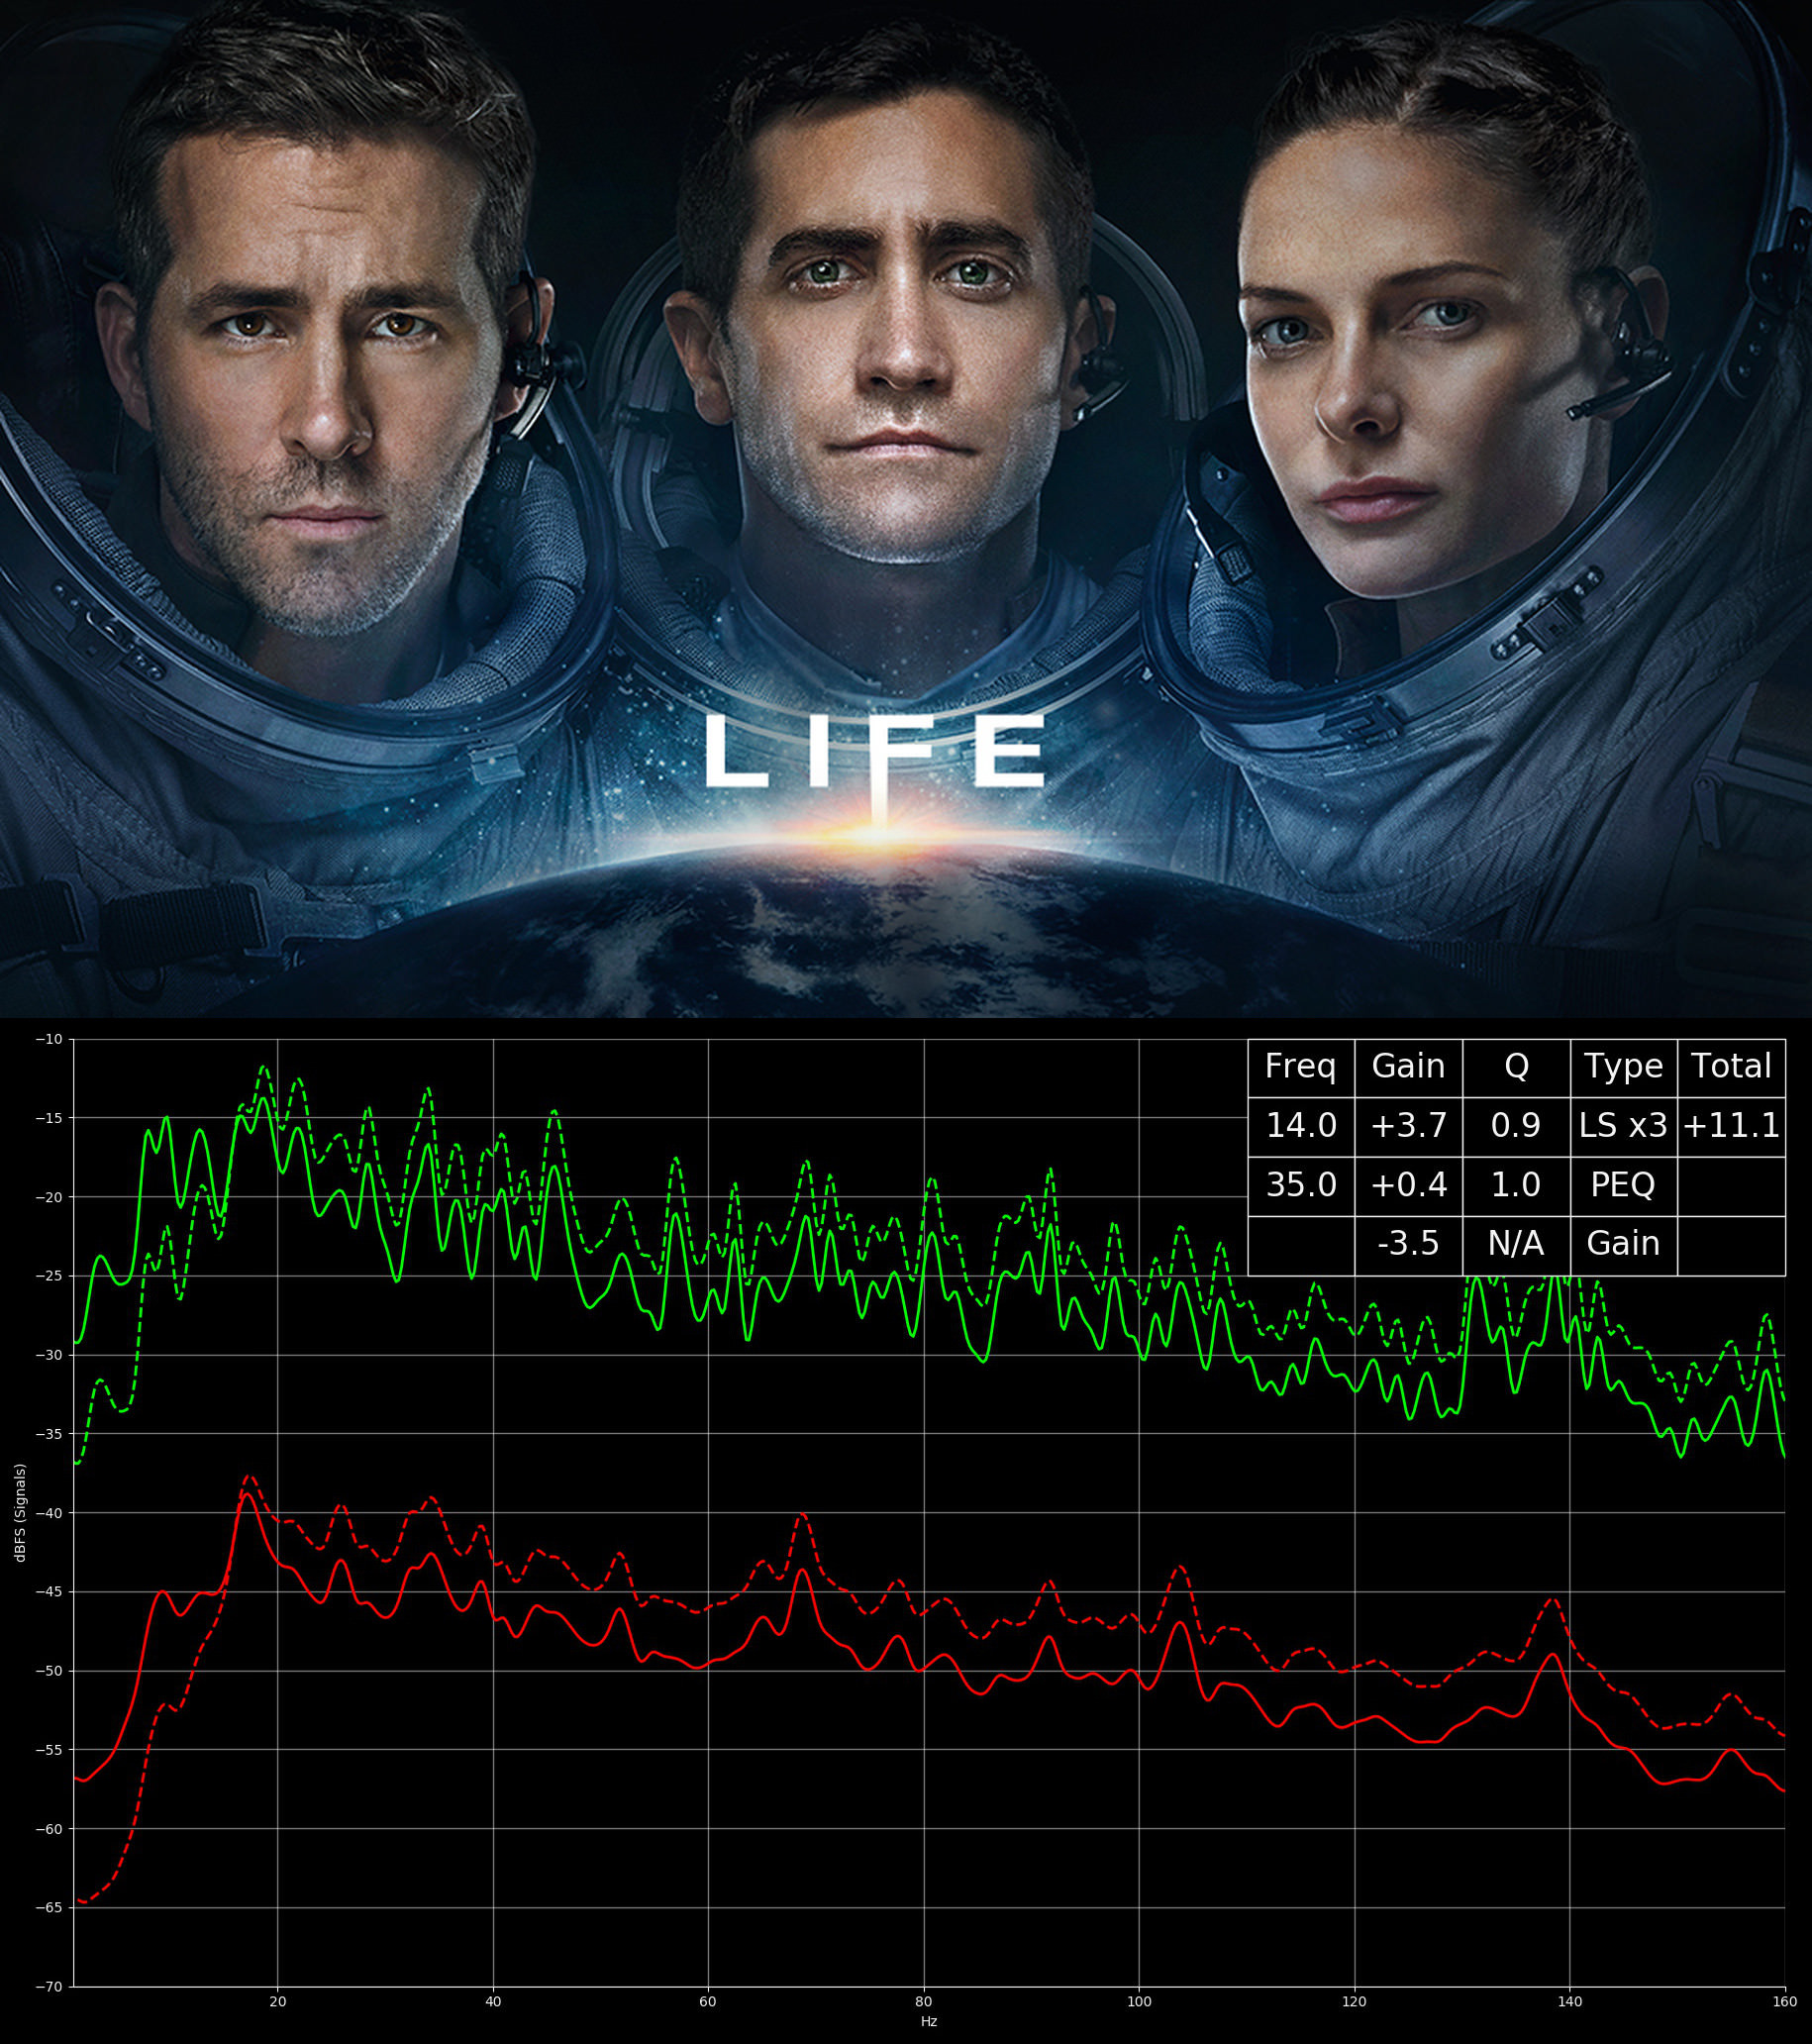 LIFE
Freq Gain Q Type Total
14.0 +3.7 0.9 LS x3 +11.1
35.0 +0.4 1.0 PEQ
-3.5 N/A Gain
−10
−15
−20
−25
−30
−35
−40
−45
−50
−55
−60
−65
−70
dBFS (Signals)
20 40 60 80 100 120 140 160
Hz